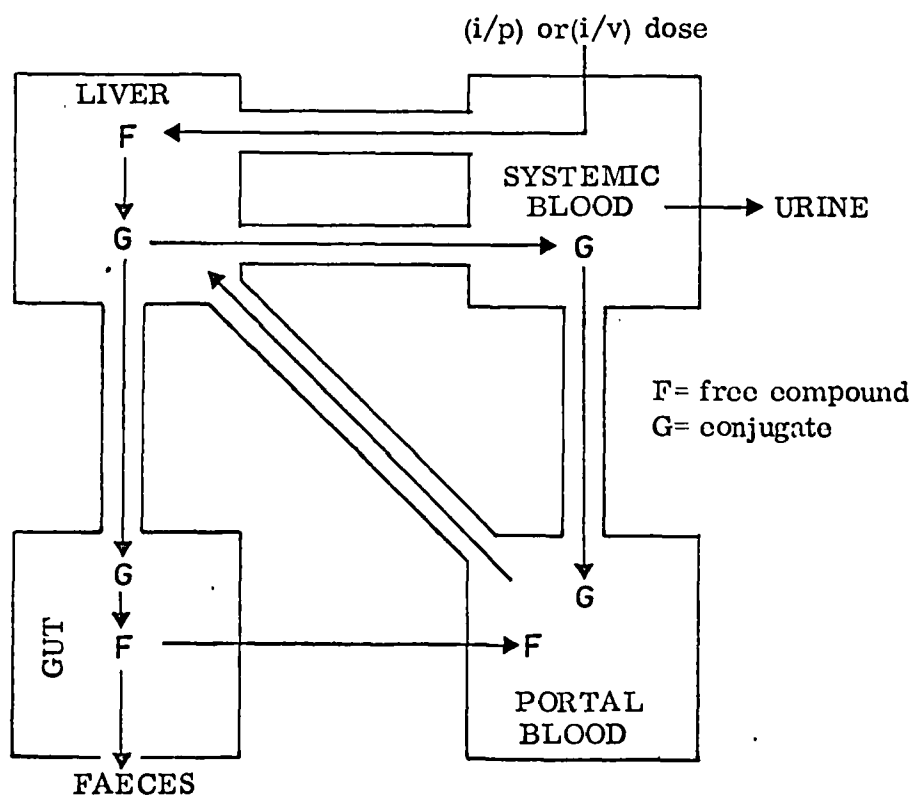 (i/p) or(i/v) dose
LIVER
F
G
SYSTEMIC
BLOOD
G
URINE
F= free compound
G= conjugate
G
F
GUT
FAECES
G
F
PORTAL
BLOOD